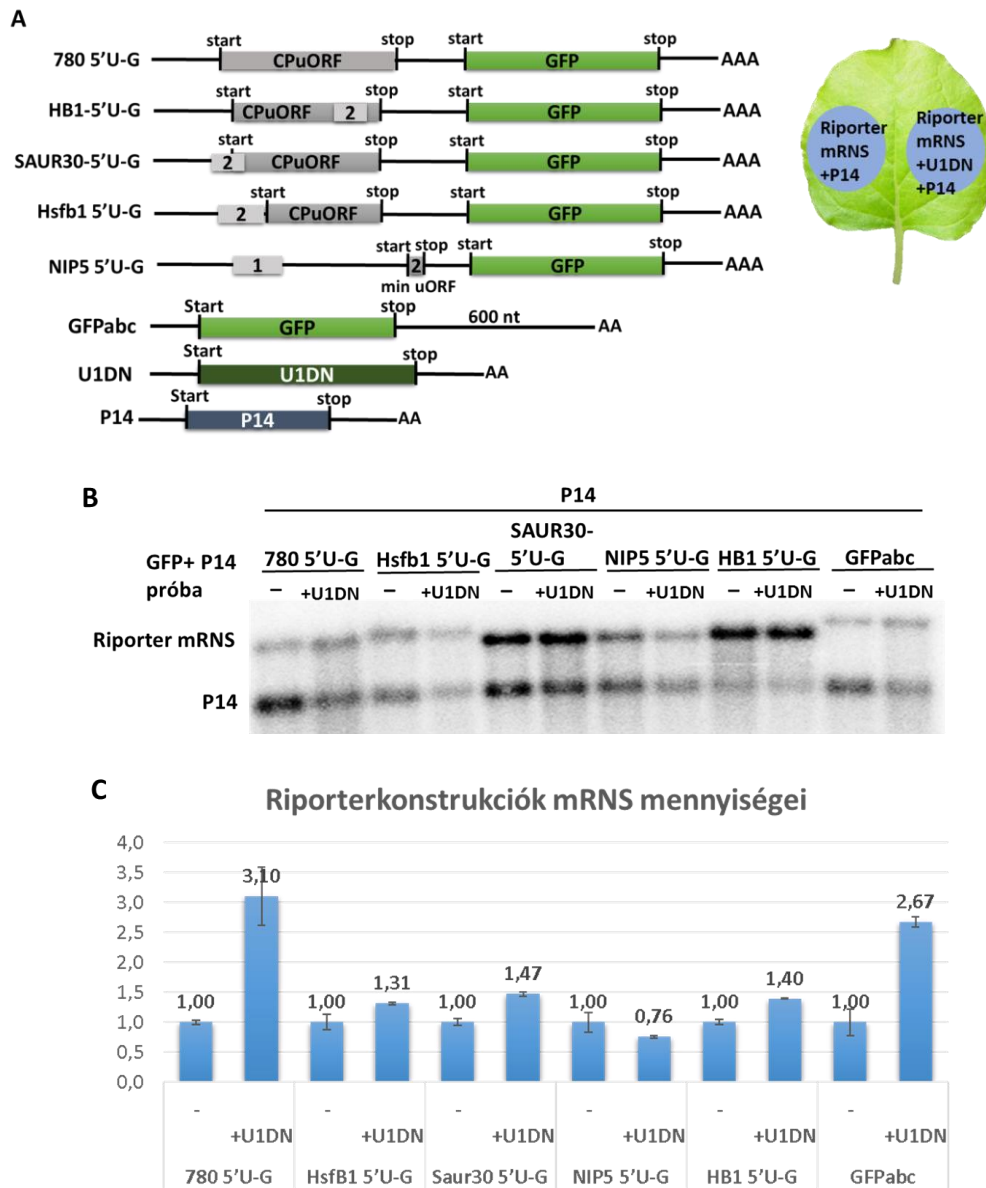 A
780 5'U-G
start
CPuORF
stop
start
GFP
stop
AAA
HB1-5'U-G
start
CPuORF
2
stop
start
GFP
stop
AAA
SAUR30-5'U-G
start
2
CPuORF
stop
start
GFP
stop
AAA
Hsfb1 5'U-G
2
start
CPuORF
stop
start
GFP
stop
AAA
NIP5 5'U-G
1
start stop
2
min uORF
start
GFP
stop
AAA
GFPabc
Start
GFP
stop
600 nt
AA
U1DN
Start
U1DN
stop
AA
P14
Start
P14
stop
AA
Riporter
mRNS
+P14
Riporter
mRNS
+U1DN
+P14
B
P14
GFP+ P14
próba
780 5'U-G
Hsfb1 5'U-G
SAUR30-
5'U-G
NIP5 5'U-G
HB1 5'U-G
GFPabc
– +U1DN – +U1DN – +U1DN – +U1DN – +U1DN – +U1DN
Riporter mRNS
P14
C
Riporterkonstrukciók mRNS mennyiségei
4,0
3,5
3,0
2,5
2,0
1,5
1,0
0,5
0,0
1,00
3,10
1,00
1,31
1,00
1,47
1,00
0,76
1,00
1,40
1,00
2,67
- +U1DN - +U1DN - +U1DN - +U1DN - +U1DN - +U1DN
780 5'U-G
HsfB1 5'U-G
Saur30 5'U-G
NIP5 5'U-G
HB1 5'U-G
GFPabc